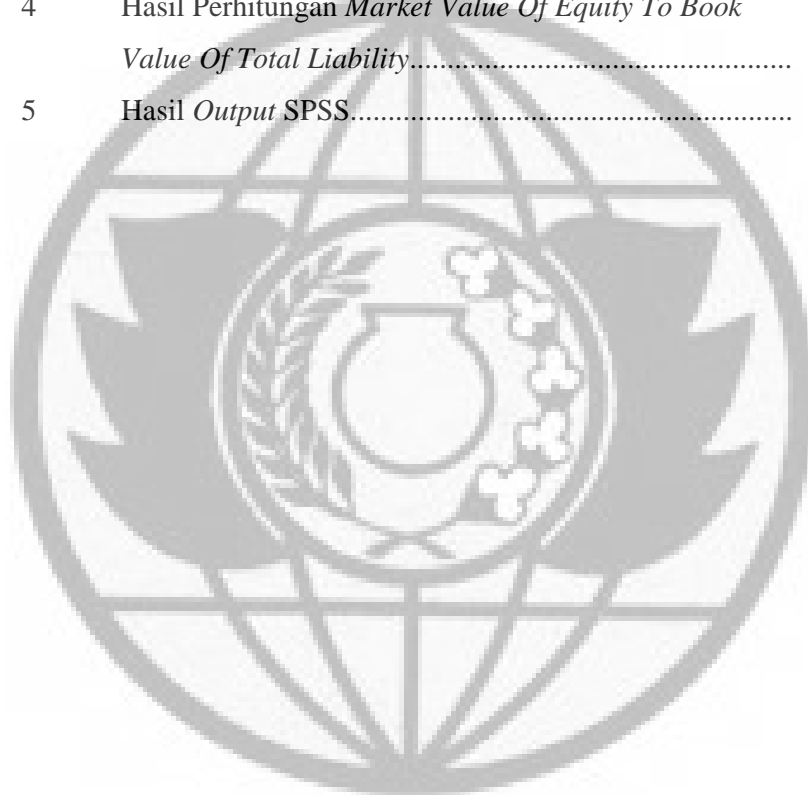 4 Hasil Perhitungan Market Value Of Equity To Book
Value Of Total Liability...................................................
5 Hasil Output SPSS...........................................................